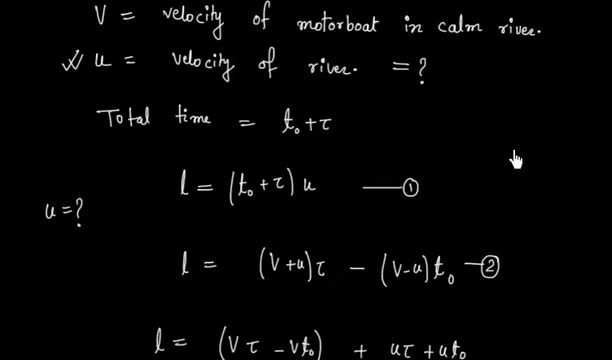 V = velocity of motorboat in calm river.
u = velocity of river. = ?
Total time = t₀ + τ
l = (t₀ + τ) u —— ①
u = ?
l = (V+u)τ − (V−u)t₀ — ②
l = (Vτ − Vt₀) + uτ + ut₀